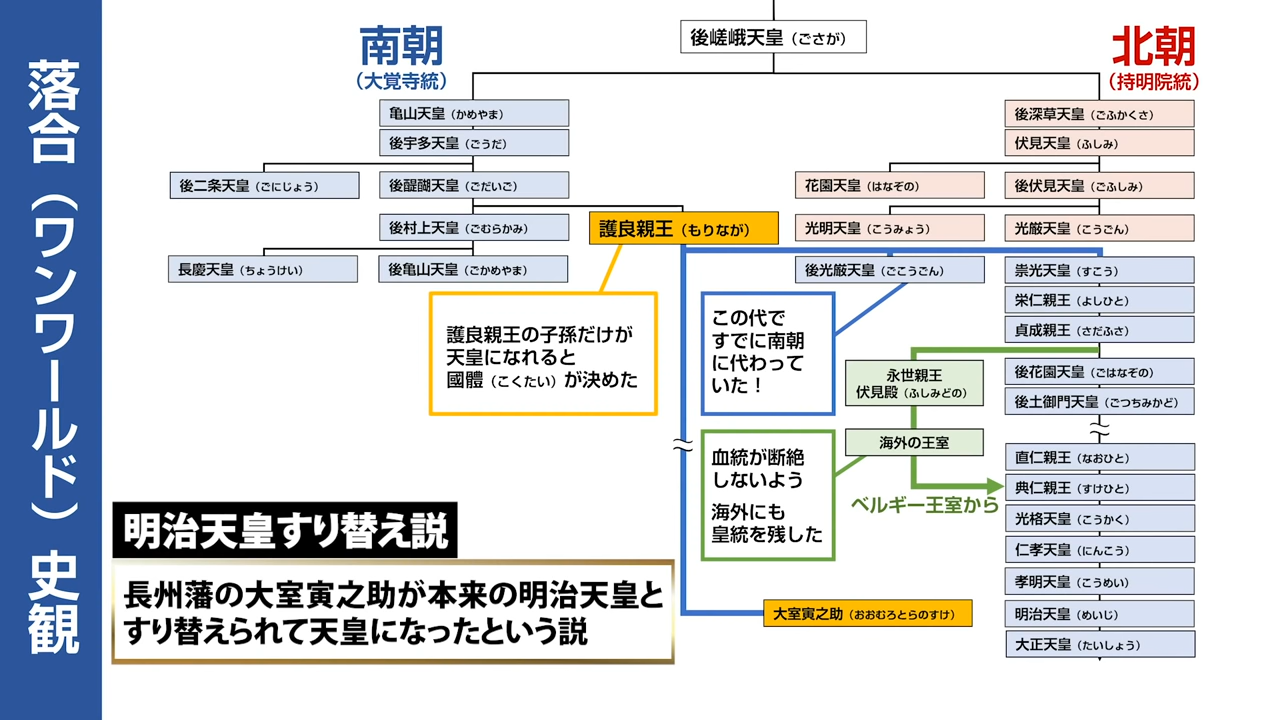 落合（ワンワールド）史観
後嵯峨天皇（ごさが）
南朝
（大覚寺統）
北朝
（持明院統）
亀山天皇（かめやま）
後宇多天皇（ごうだ）
後二条天皇（ごにじょう）
後醍醐天皇（ごだいご）
後村上天皇（ごむらかみ）
護良親王（もりなが）
長慶天皇（ちょうけい）
後亀山天皇（ごかめやま）
後深草天皇（ごふかくさ）
伏見天皇（ふしみ）
花園天皇（はなぞの）
後伏見天皇（ごふしみ）
光明天皇（こうみょう）
光厳天皇（こうごん）
後光厳天皇（ごこうごん）
崇光天皇（すこう）
栄仁親王（よしひと）
貞成親王（さだふさ）
後花園天皇（ごはなぞの）
後土御門天皇（ごつちみかど）
直仁親王（なおひと）
典仁親王（すけひと）
光格天皇（こうかく）
仁孝天皇（にんこう）
孝明天皇（こうめい）
明治天皇（めいじ）
大正天皇（たいしょう）
護良親王の子孫だけが
天皇になれると
國體（こくたい）が決めた
この代で
すでに南朝
に代わって
いた！
永世親王
伏見殿（ふしみどの）
海外の王室
ベルギー王室から
血統が断絶
しないよう
海外にも
皇統を残した
大室寅之助（おおむろとらのすけ）
明治天皇すり替え説
長州藩の大室寅之助が本来の明治天皇と
すり替えられて天皇になったという説